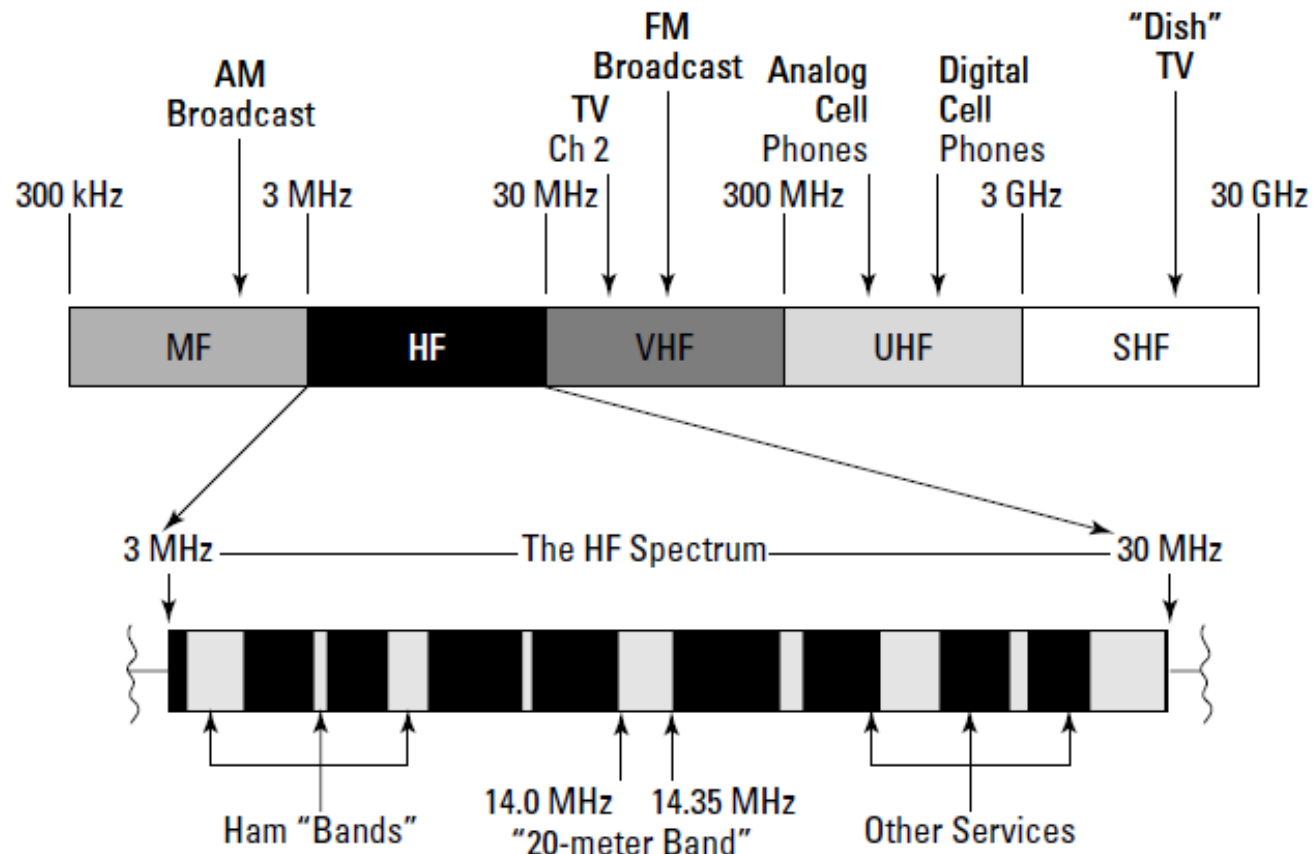 AM
Broadcast
TV
Ch 2
FM
Broadcast
Analog
Cell
Phones
Digital
Cell
Phones
“Dish”
TV
300 kHz
3 MHz
30 MHz
300 MHz
3 GHz
30 GHz
MF
HF
VHF
UHF
SHF
3 MHz
The HF Spectrum
30 MHz
Ham “Bands”
14.0 MHz
14.35 MHz
“20-meter Band”
Other Services